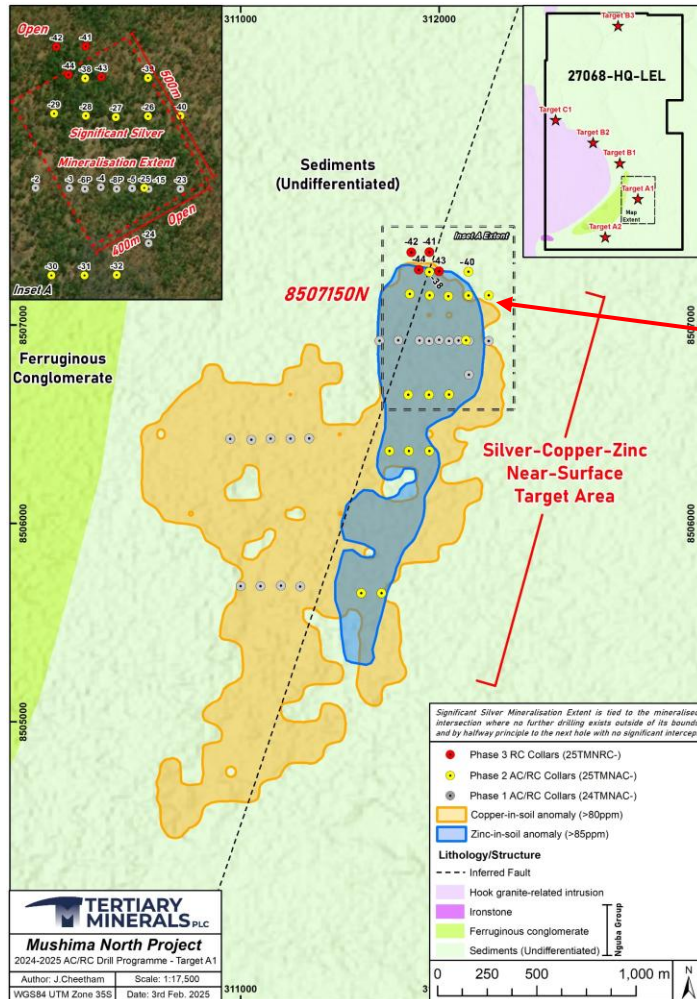 311000
312000
Open
-42
-41
-44
-38
-43
-39
500m
-29
-28
-27
-26
-40
Significant Silver
Mineralisation Extent
-2
-3
-6P
-4
-8P
-5
-25
-15
-23
Open
400m
-24
-30
-31
-32
Inset A
Target B3
27068-HQ-LEL
Target C1
Target B2
Target B1
Target A1
Map
Extent
Target A2
Sediments
(Undifferentiated)
Inset A Extent
-42
-41
-44
-43
-38
-40
8507150N
8507000
Ferruginous
Conglomerate
Silver-Copper-Zinc
Near-Surface
Target Area
8506000
8505000
Significant Silver Mineralisation Extent is tied to the mineralised
intersection where no further drilling exists outside of its bounds
and by halfway principle to the next hole with no significant intercept
Phase 3 RC Collars (25TMNRC-)
Phase 2 AC/RC Collars (25TMNAC-)
Phase 1 AC/RC Collars (24TMNAC-)
Copper-in-soil anomaly (>80ppm)
Zinc-in-soil anomaly (>85ppm)
Lithology/Structure
Inferred Fault
Hook granite-related intrusion
Ironstone
Ferruginous conglomerate
Sediments (Undifferentiated)
Nguba Group
TERTIARY
MINERALS PLC
Mushima North Project
2024-2025 AC/RC Drill Programme - Target A1
Author: J.Cheetham
Scale: 1:17,500
WGS84 UTM Zone 35S
Date: 3rd Feb. 2025
311000
3
0 250 500 1,000 m
N